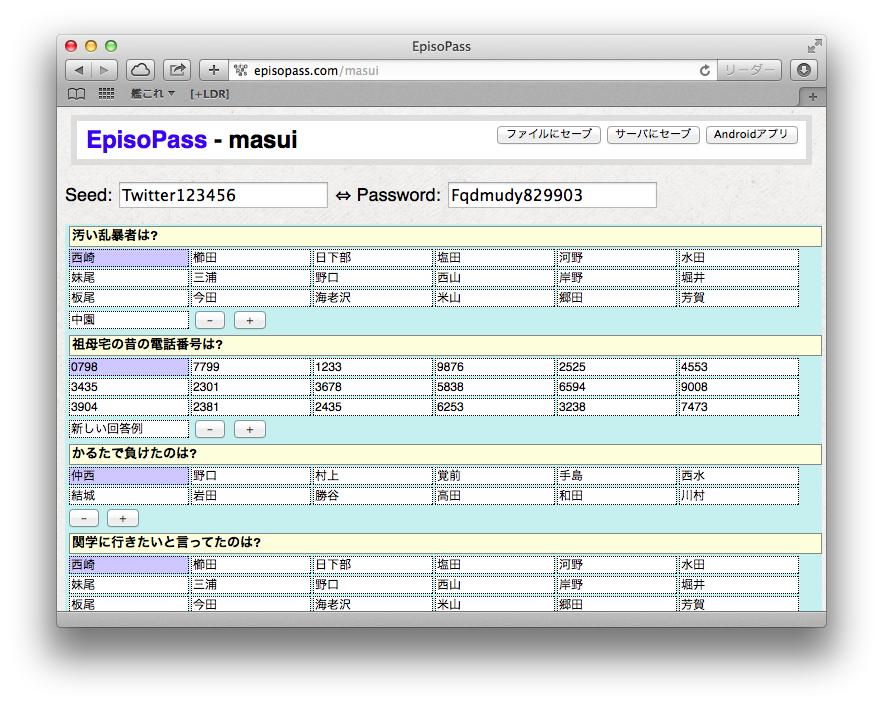 EpisoPass
episopass.com/masui リーダー
艦これ ▼ [+LDR]
EpisoPass - masui ファイルにセーブ サーバにセーブ Androidアプリ
Seed: Twitter123456 ⇔ Password: Fqdmudy829903
汚い乱暴者は?
西崎 櫛田 日下部 塩田 河野 水田
妹尾 三浦 野口 西山 岸野 堀井
板尾 今田 海老沢 米山 郷田 芳賀
中園 - +
祖母宅の昔の電話番号は?
0798 7799 1233 9876 2525 4553
3435 2301 3678 5838 6594 9008
3904 2381 2435 6253 3238 7473
新しい回答例 - +
かるたで負けたのは?
仲西 野口 村上 覚前 手島 西水
結城 岩田 勝谷 高田 和田 川村
- +
関学に行きたいと言ってたのは?
西崎 櫛田 日下部 塩田 河野 水田
妹尾 三浦 野口 西山 岸野 堀井
板尾 今田 海老沢 米山 郷田 芳賀